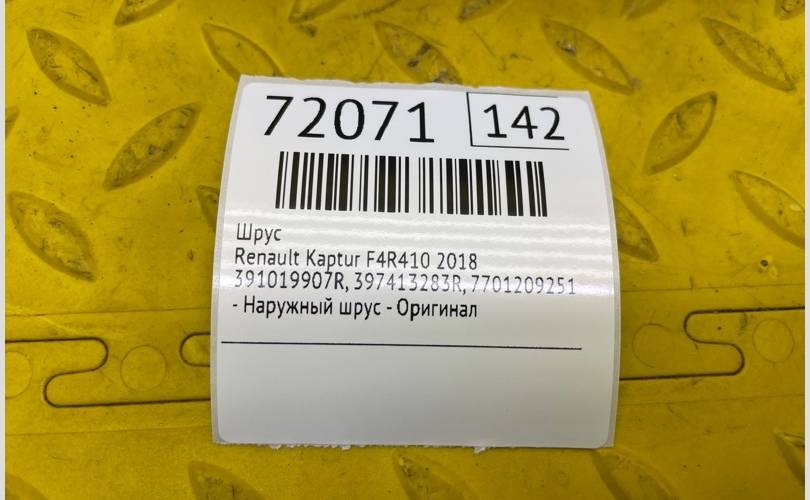 72071 142
Шрус
Renault Kaptur F4R410 2018
391019907R, 397413283R, 7701209251
- Наружный шрус - Оригинал